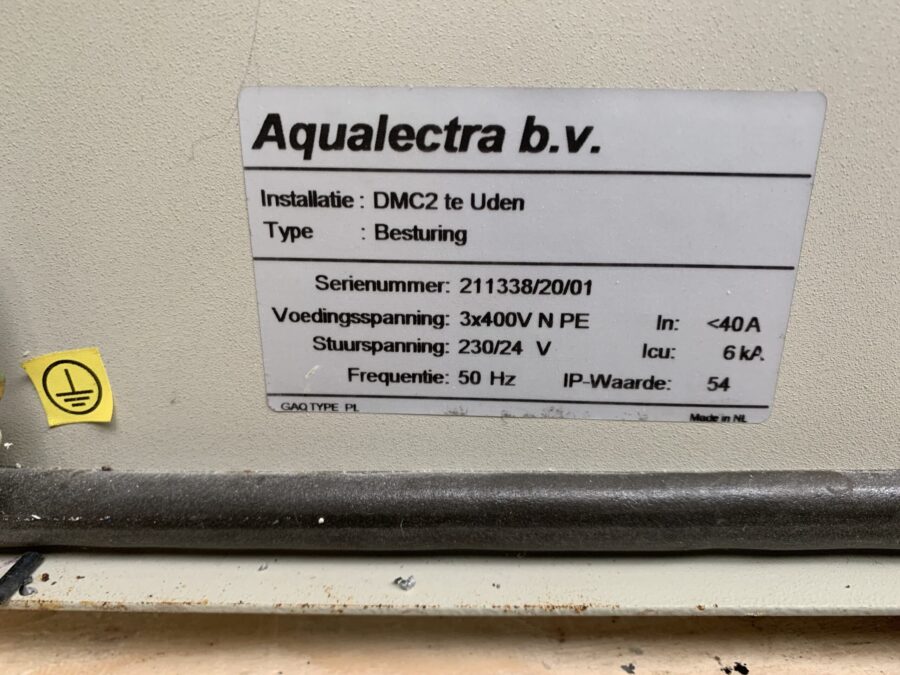 Aqualectra b.v.
Installatie : DMC2 te Uden
Type : Besturing
Serienummer: 211338/20/01
Voedingsspanning: 3x400V N PE In: <40A
Stuurspanning: 230/24 V Icu: 6 kA.
Frequentie: 50 Hz IP-Waarde: 54
GAQ TYPE PL Made in NL